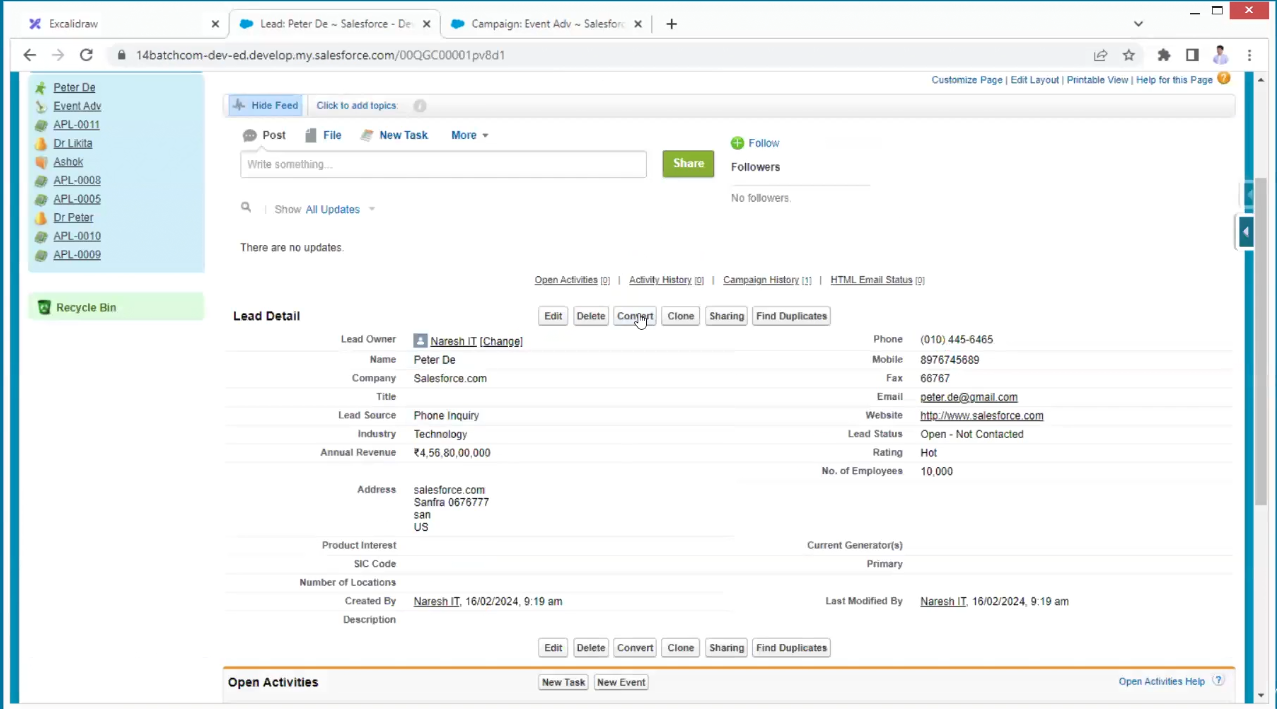 Excalidraw
Lead: Peter De ~ Salesforce - De
Campaign: Event Adv ~ Salesforc
14batchcom-dev-ed.develop.my.salesforce.com/00QGC00001pv8d1
Customize Page | Edit Layout | Printable View | Help for this Page
Peter De
Event Adv
APL-0011
Dr Likita
Ashok
APL-0008
APL-0005
Dr Peter
APL-0010
APL-0009
Recycle Bin
Hide Feed Click to add topics
Post File New Task More
Write something...
Share
Follow
Followers
No followers.
Show All Updates
There are no updates.
Open Activities [0] | Activity History [0] | Campaign History [1] | HTML Email Status [0]
Lead Detail
Edit Delete Convert Clone Sharing Find Duplicates
Lead Owner Naresh IT [Change] Phone (010) 445-6465
Name Peter De Mobile 8976745689
Company Salesforce.com Fax 66767
Title Email peter.de@gmail.com
Lead Source Phone Inquiry Website http://www.salesforce.com
Industry Technology Lead Status Open - Not Contacted
Annual Revenue ₹4,56,80,00,000 Rating Hot
No. of Employees 10,000
Address salesforce.com
Sanfra 0676777
san
US
Product Interest Current Generator(s)
SIC Code Primary
Number of Locations
Created By Naresh IT, 16/02/2024, 9:19 am Last Modified By Naresh IT, 16/02/2024, 9:19 am
Description
Edit Delete Convert Clone Sharing Find Duplicates
Open Activities New Task New Event Open Activities Help ?